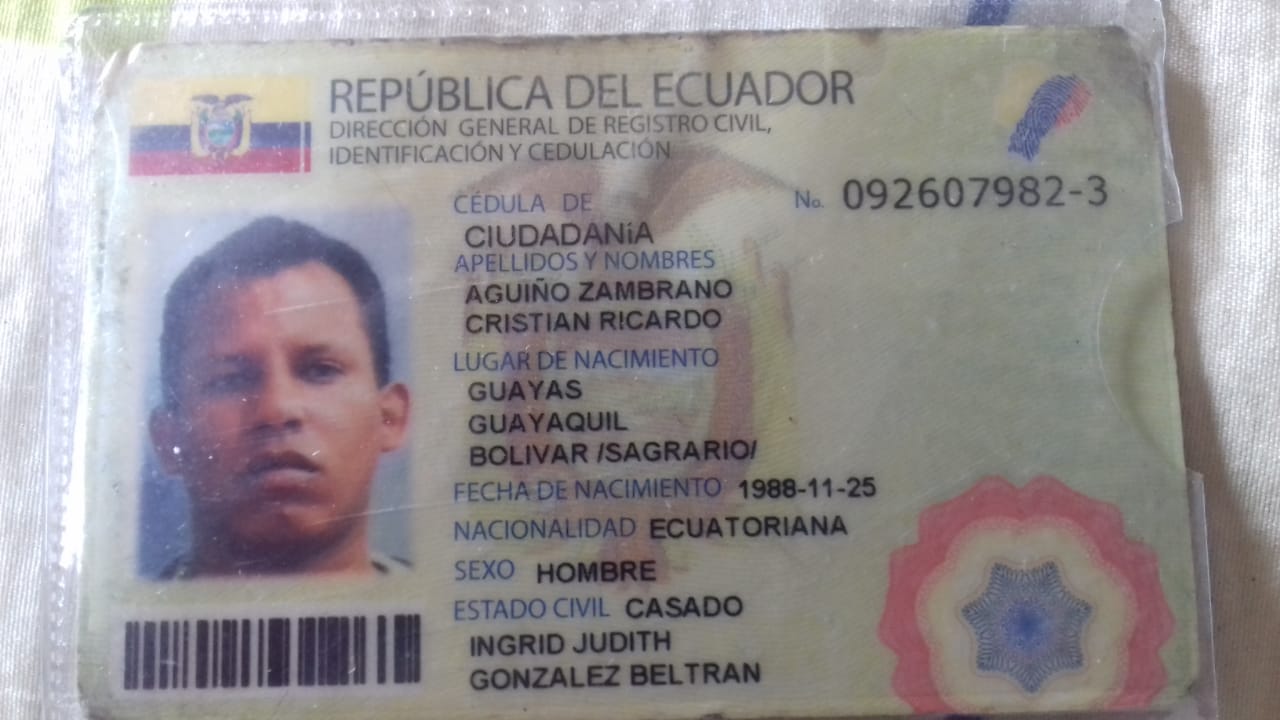 REPÚBLICA DEL ECUADOR
DIRECCIÓN GENERAL DE REGISTRO CIVIL,
IDENTIFICACIÓN Y CEDULACIÓN
CÉDULA DE No. 092607982-3
CIUDADANiA
APELLIDOS Y NOMBRES
AGUIÑO ZAMBRANO
CRISTIAN RICARDO
LUGAR DE NACIMIENTO
GUAYAS
GUAYAQUIL
BOLIVAR /SAGRARIO/
FECHA DE NACIMIENTO 1988-11-25
NACIONALIDAD ECUATORIANA
SEXO HOMBRE
ESTADO CIVIL CASADO
INGRID JUDITH
GONZALEZ BELTRAN